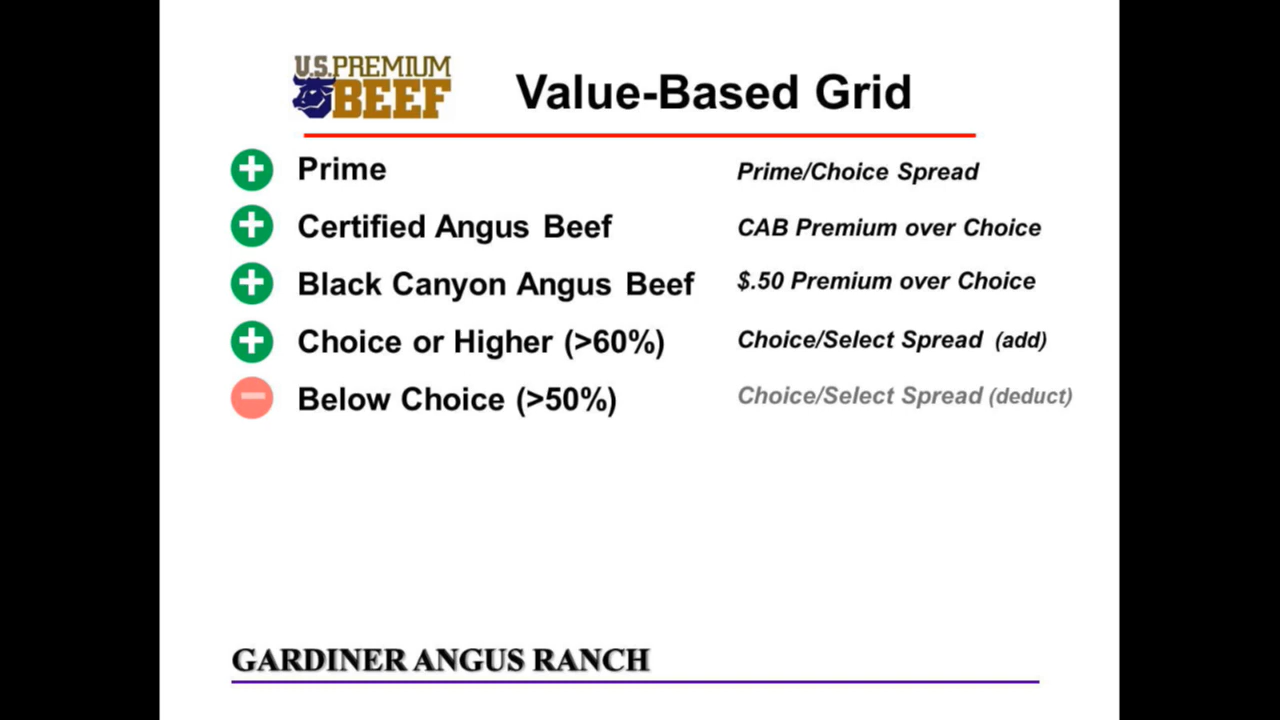 U.S. PREMIUM
BEEF
Value-Based Grid
Prime Prime/Choice Spread
Certified Angus Beef CAB Premium over Choice
Black Canyon Angus Beef $.50 Premium over Choice
Choice or Higher (>60%) Choice/Select Spread (add)
Below Choice (>50%) Choice/Select Spread (deduct)
GARDINER ANGUS RANCH